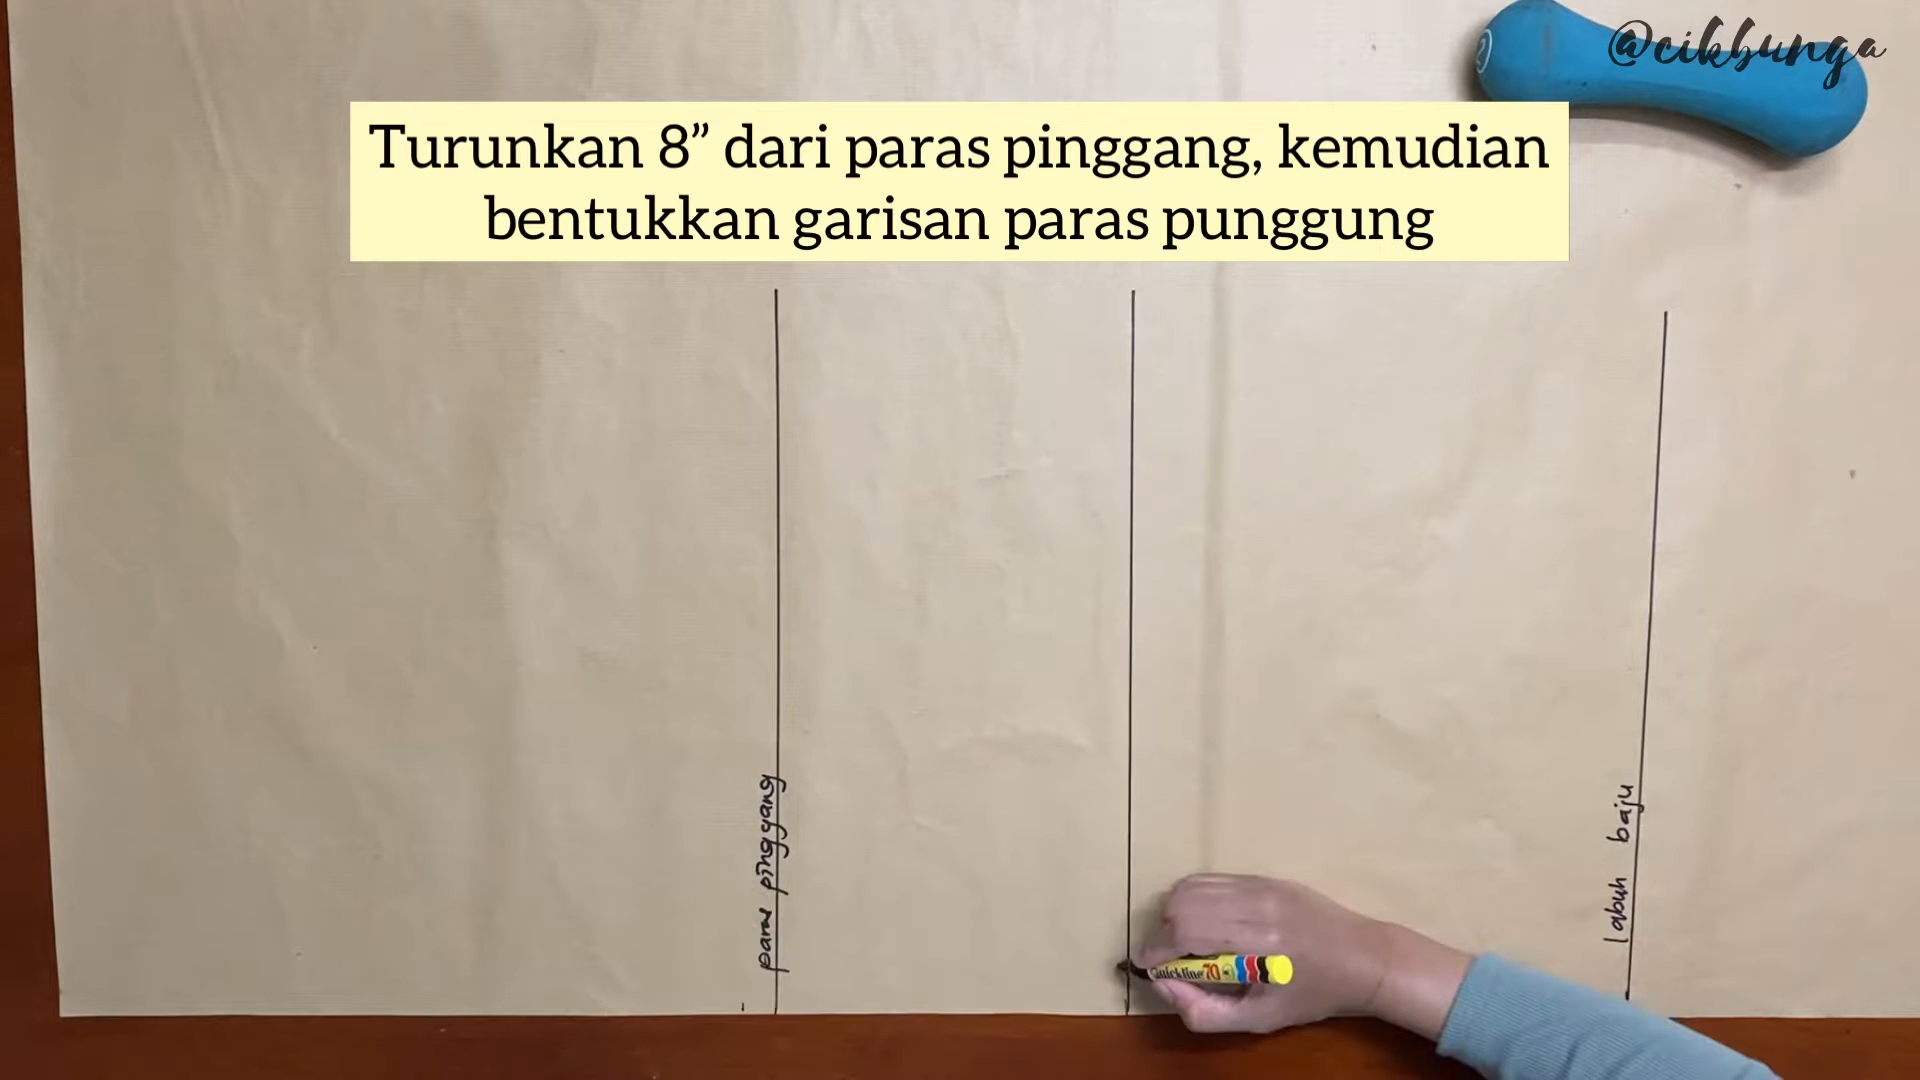 @cikbunga
Turunkan 8” dari paras pinggang, kemudian
bentukkan garisan paras punggung
paras pinggang
labuh baju
Quickline 70